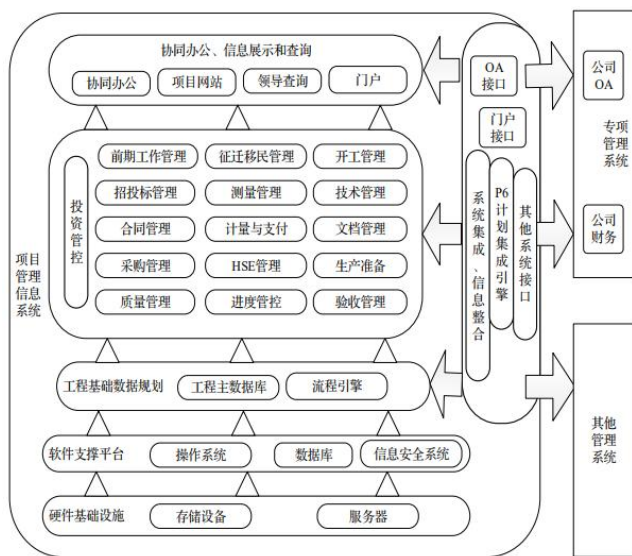 协同办公、信息展示和查询
协同办公
项目网站
领导查询
门户
投资管控
前期工作管理
征迁移民管理
开工管理
招投标管理
测量管理
技术管理
合同管理
计量与支付
文档管理
采购管理
HSE管理
生产准备
质量管理
进度管控
验收管理
项目
管理
信息
系统
工程基础数据规划
工程主数据库
流程引擎
软件支撑平台
操作系统
数据库
信息安全系统
硬件基础设施
存储设备
服务器
OA
接口
门户
接口
系统集成、信息整合
P6计划集成引擎
其他系统接口
公司
OA
专项
管理
系统
公司
财务
其他
管理
系统